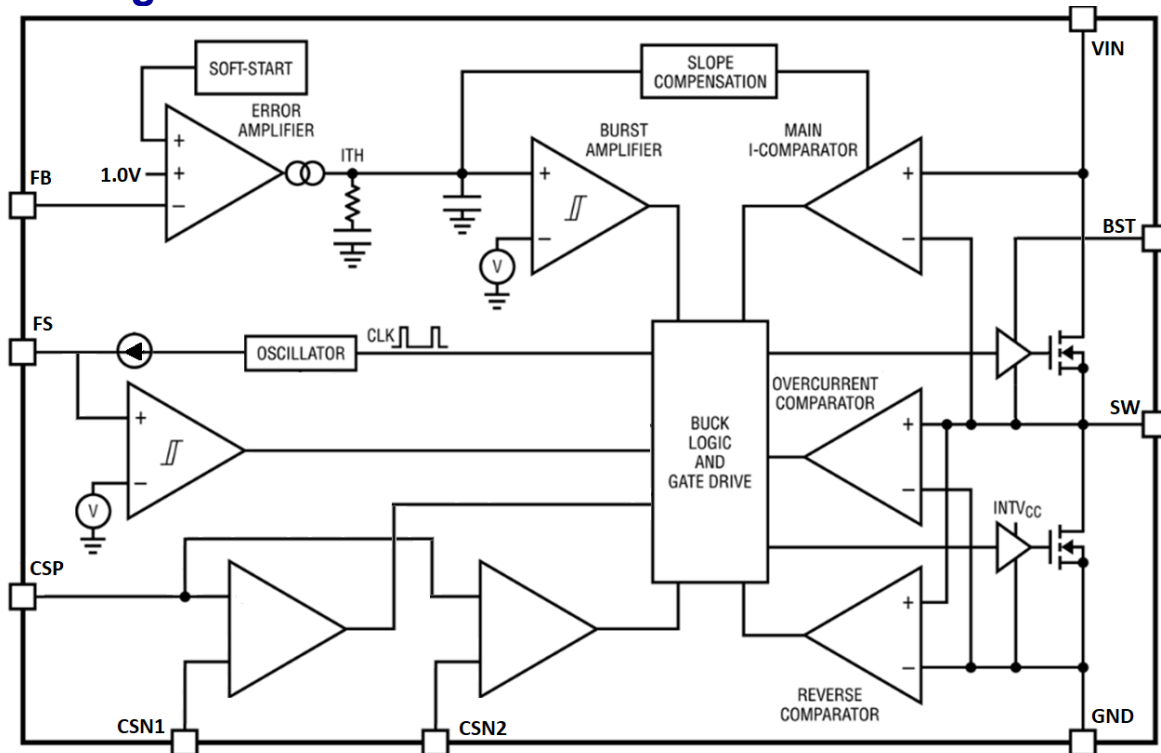 SOFT-START
SLOPE
COMPENSATION
VIN
ERROR
AMPLIFIER
BURST
AMPLIFIER
MAIN
I-COMPARATOR
ITH
+
1.0V
+
FB
−
+
−
V
+
−
BST
FS
OSCILLATOR
CLK
OVERCURRENT
COMPARATOR
SW
+
−
V
BUCK
LOGIC
AND
GATE DRIVE
+
−
INTVCC
CSP
+
−
REVERSE
COMPARATOR
CSN1
CSN2
GND